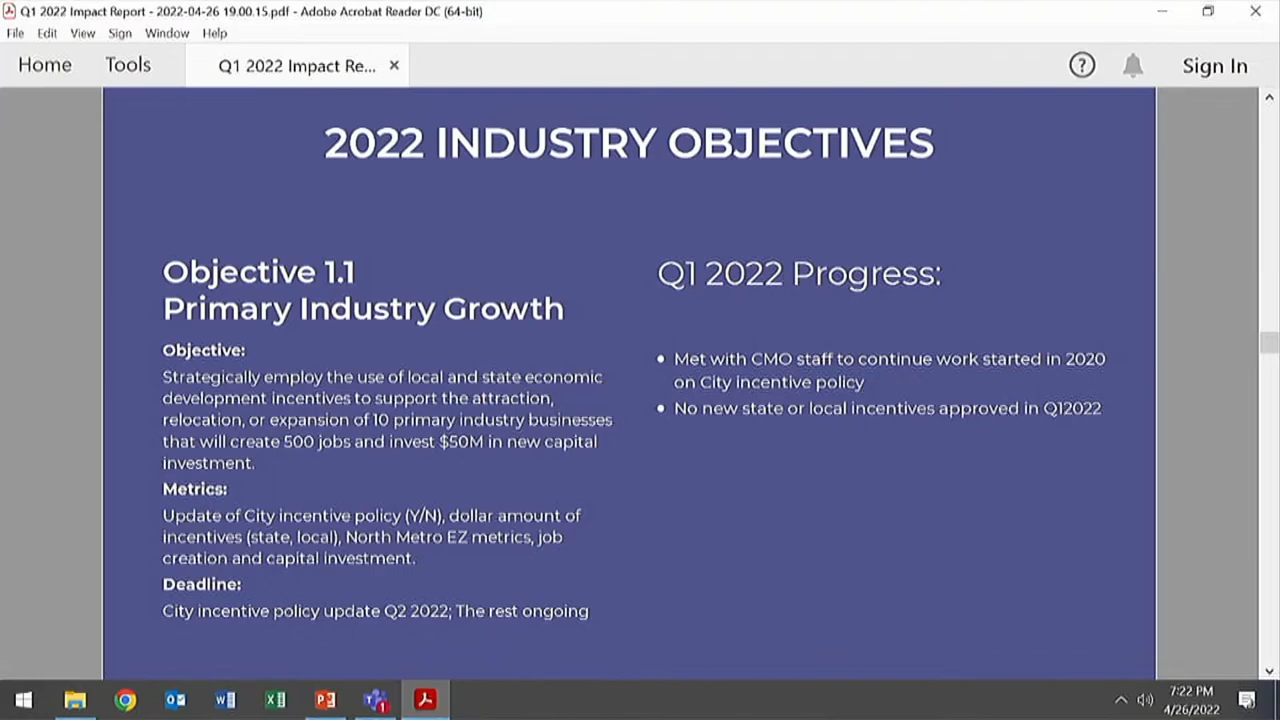 Q1 2022 Impact Report - 2022-04-26 19.00.15.pdf - Adobe Acrobat Reader DC (64-bit)
File Edit View Sign Window Help
Home Tools Q1 2022 Impact Re... × ? Sign In
2022 INDUSTRY OBJECTIVES
Objective 1.1
Primary Industry Growth
Objective:
Strategically employ the use of local and state economic
development incentives to support the attraction,
relocation, or expansion of 10 primary industry businesses
that will create 500 jobs and invest $50M in new capital
investment.
Metrics:
Update of City incentive policy (Y/N), dollar amount of
incentives (state, local), North Metro EZ metrics, job
creation and capital investment.
Deadline:
City incentive policy update Q2 2022; The rest ongoing
Q1 2022 Progress:
• Met with CMO staff to continue work started in 2020
on City incentive policy
• No new state or local incentives approved in Q12022
7:22 PM
4/26/2022